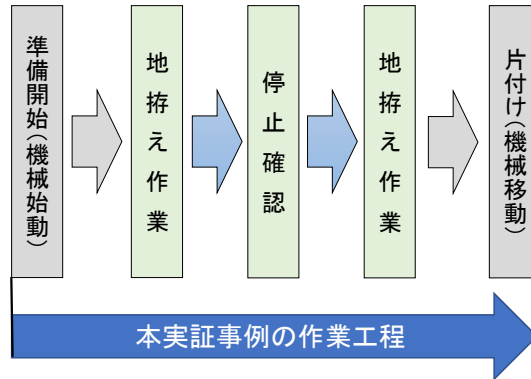 準備開始（機械始動）
地拵え作業
停止確認
地拵え作業
片付け（機械移動）
本実証事例の作業工程